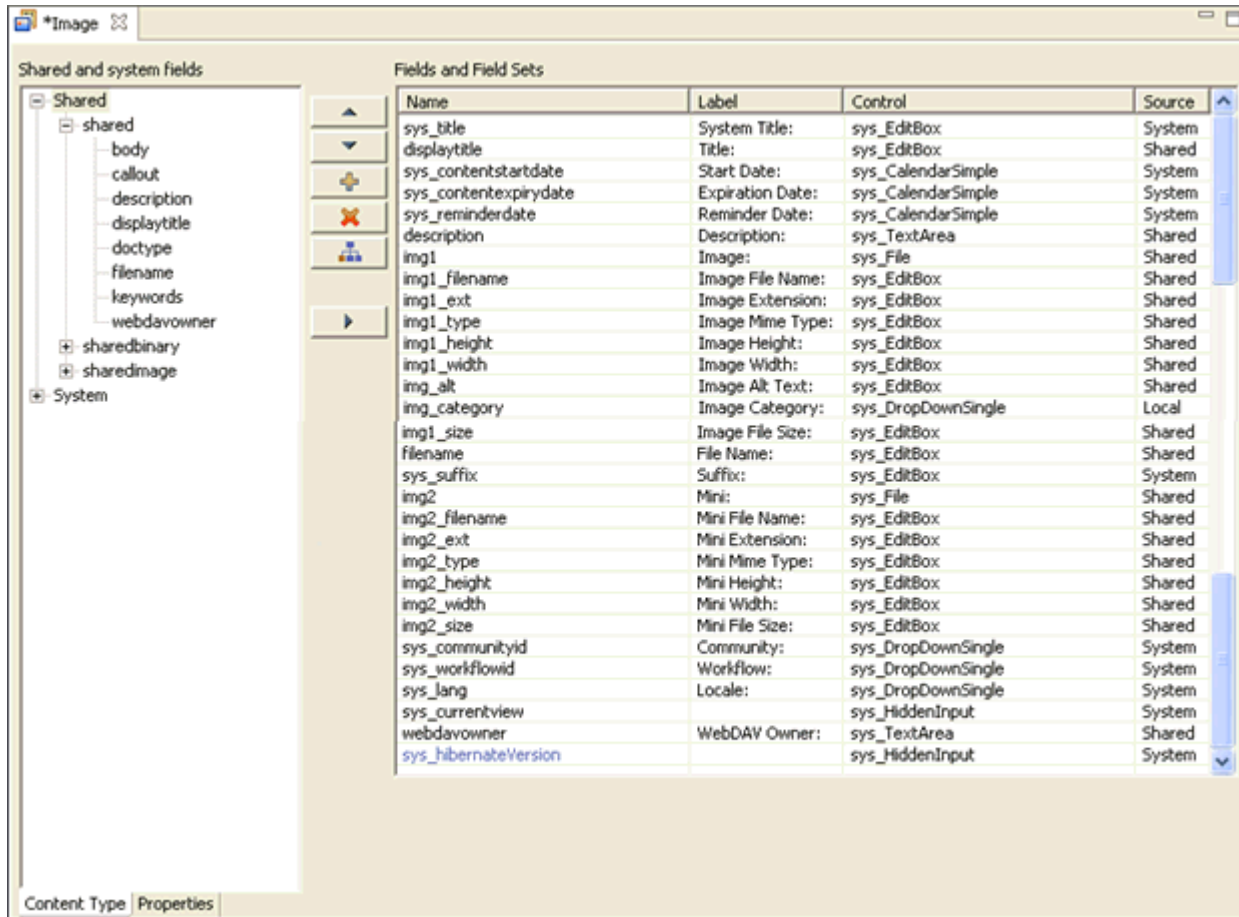 *Image
Shared and system fields
Shared
shared
body
callout
description
displaytitle
doctype
filename
keywords
webdavowner
sharedbinary
sharedimage
System
Fields and Field Sets
Name Label Control Source
sys_title System Title: sys_EditBox System
displaytitle Title: sys_EditBox Shared
sys_contentstartdate Start Date: sys_CalendarSimple System
sys_contentexpirydate Expiration Date: sys_CalendarSimple System
sys_reminderdate Reminder Date: sys_CalendarSimple System
description Description: sys_TextArea Shared
img1 Image: sys_File Shared
img1_filename Image File Name: sys_EditBox Shared
img1_ext Image Extension: sys_EditBox Shared
img1_type Image Mime Type: sys_EditBox Shared
img1_height Image Height: sys_EditBox Shared
img1_width Image Width: sys_EditBox Shared
img_alt Image Alt Text: sys_EditBox Shared
img_category Image Category: sys_DropDownSingle Local
img1_size Image File Size: sys_EditBox Shared
filename File Name: sys_EditBox Shared
sys_suffix Suffix: sys_EditBox System
img2 Mini: sys_File Shared
img2_filename Mini File Name: sys_EditBox Shared
img2_ext Mini Extension: sys_EditBox Shared
img2_type Mini Mime Type: sys_EditBox Shared
img2_height Mini Height: sys_EditBox Shared
img2_width Mini Width: sys_EditBox Shared
img2_size Mini File Size: sys_EditBox Shared
sys_communityid Community: sys_DropDownSingle System
sys_workflowid Workflow: sys_DropDownSingle System
sys_lang Locale: sys_DropDownSingle System
sys_currentview sys_HiddenInput System
webdavowner WebDAV Owner: sys_TextArea Shared
sys_hibernateVersion sys_HiddenInput System
Content Type Properties